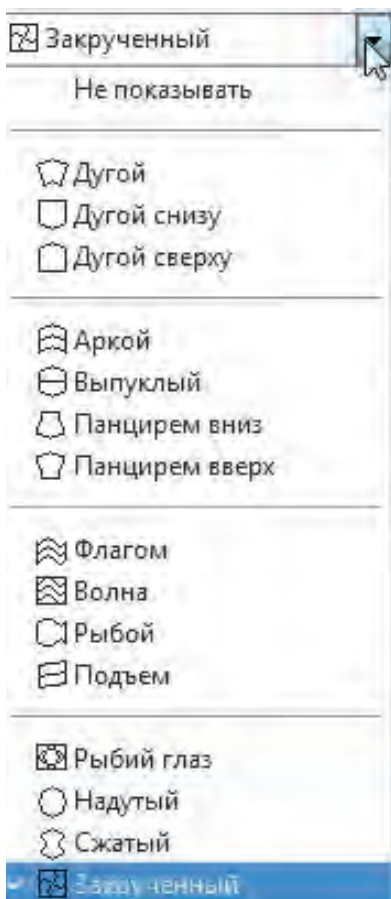 Закрученный
Не показывать
Дугой
Дугой снизу
Дугой сверху
Аркой
Выпуклый
Панцирем вниз
Панцирем вверх
Флагом
Волна
Рыбой
Подъем
Рыбий глаз
Надутый
Сжатый
Закрученный